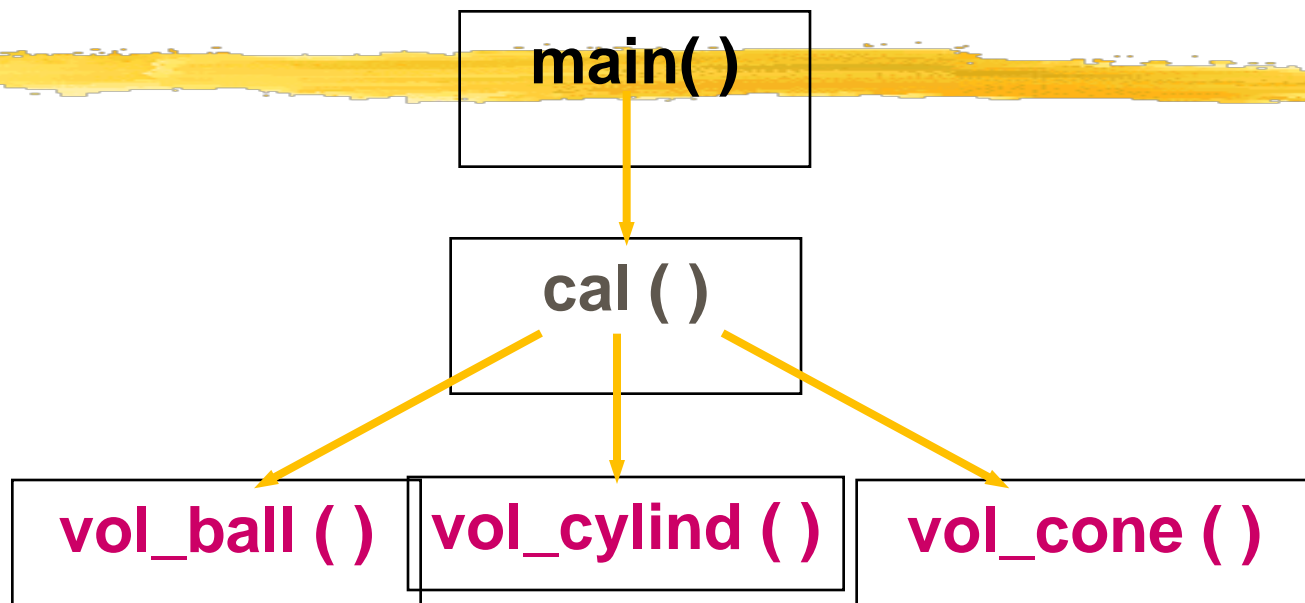 main( )
cal ( )
vol_ball ( )
vol_cylind ( )
vol_cone ( )